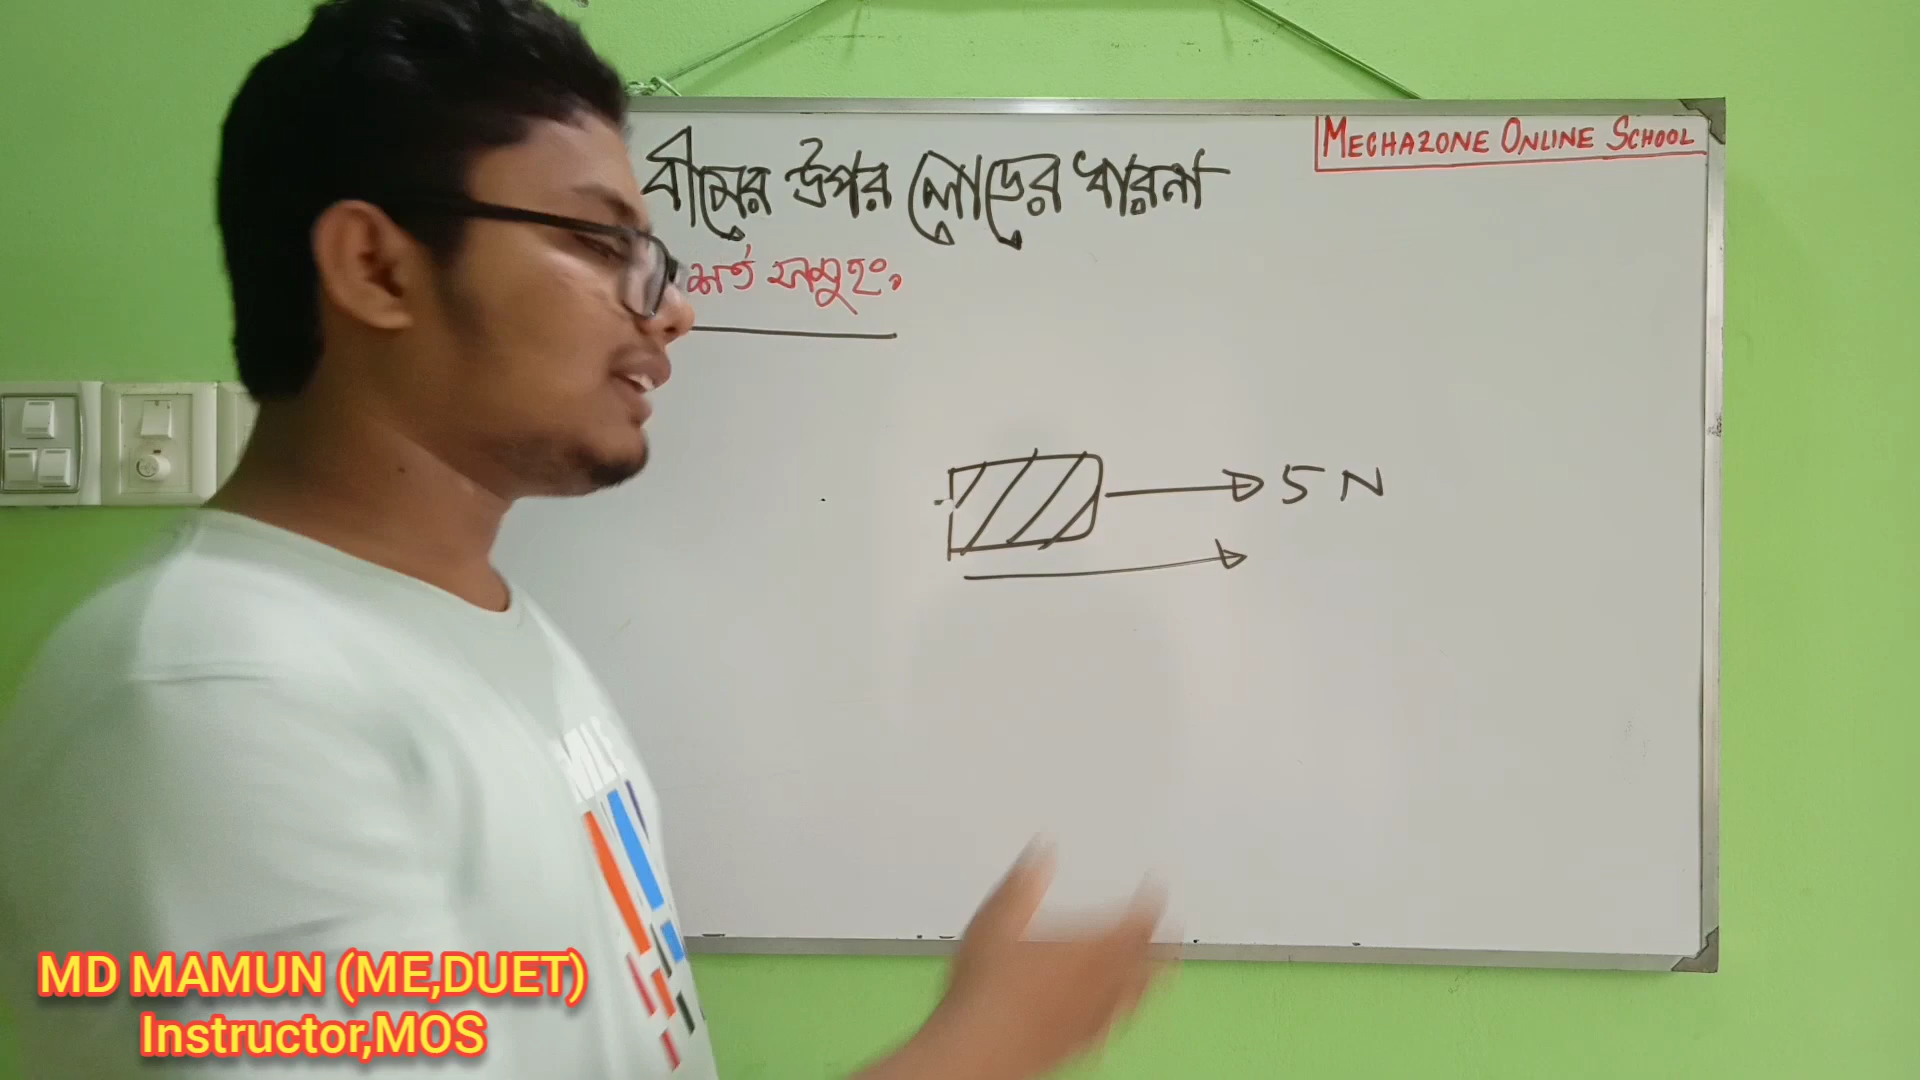 MECHAZONE ONLINE SCHOOL
বীমের উপর লোডের ধারনা
শর্ত সমূহঃ
5 N
MD MAMUN (ME,DUET)
Instructor,MOS